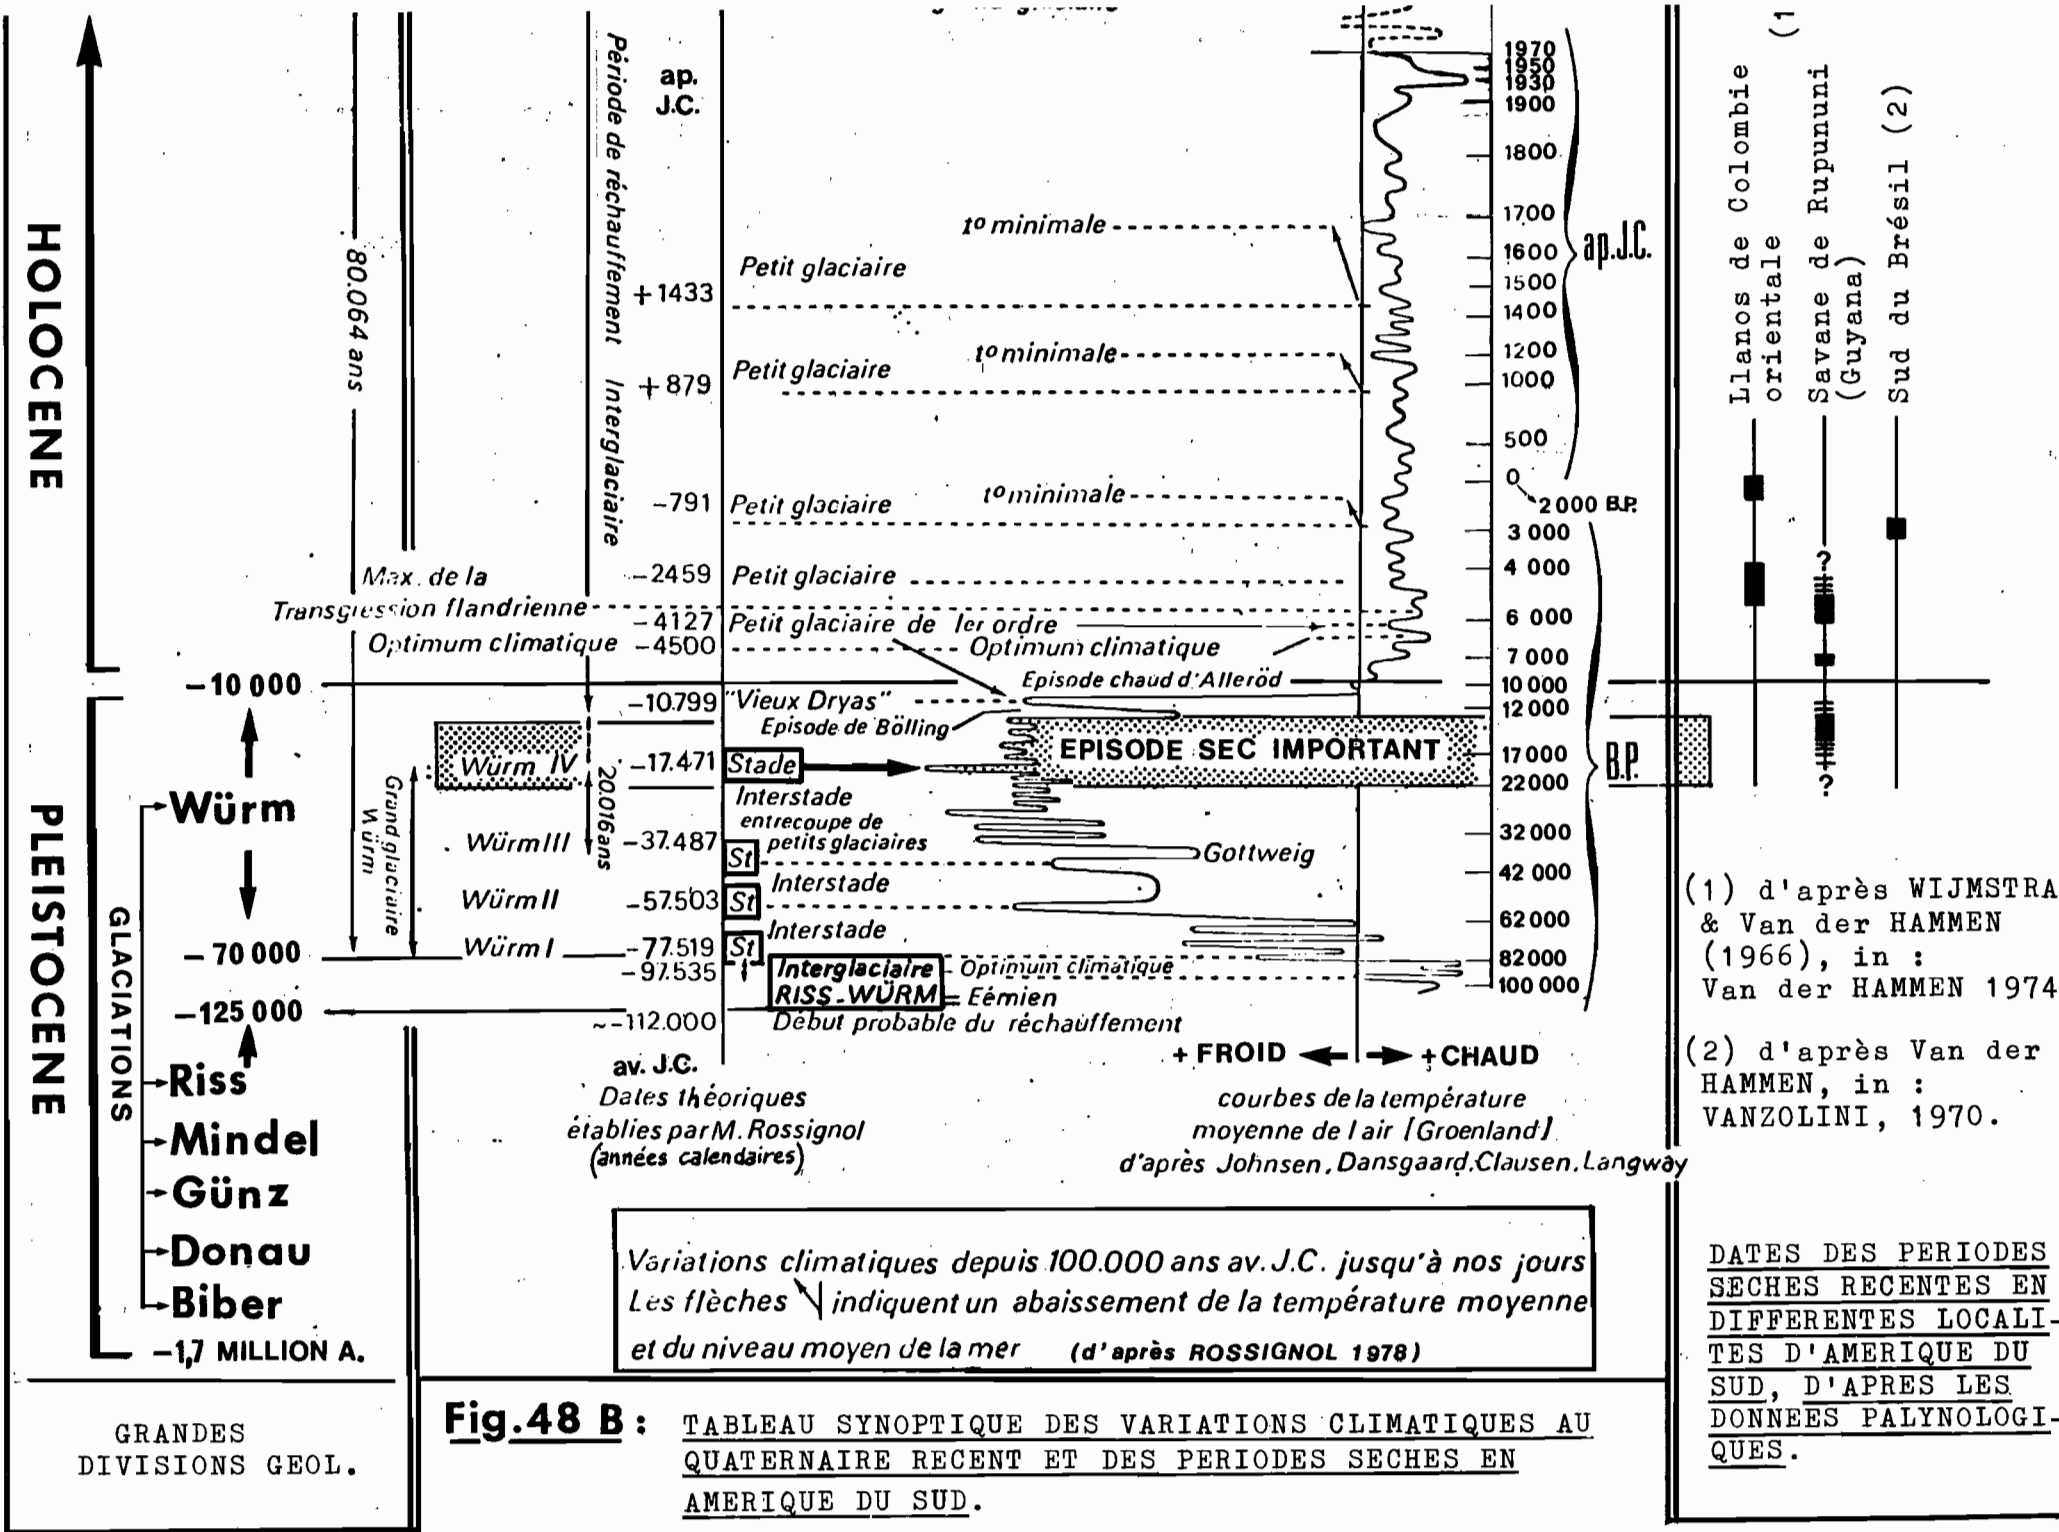 HOLOCENE
PLEISTOCENE
GLACIATIONS
-10 000
Würm
-70 000
-125 000
Riss
Mindel
Günz
Donau
Biber
-1,7 MILLION A.
GRANDES
DIVISIONS GEOL.
80.064 ans
Grand glaciaire
Würm
Würm IV
Würm III
Würm II
Würm I
20.016 ans
Période de réchauffement Interglaciaire
ap.
J.C.
+1433
+879
-791
-2459
-4127
-4500
-10.799
-17.471
-37.487
-57.503
-77.519
-97.535
~-112.000
av. J.C.
Dates théoriques
établies par M. Rossignol
(années calendaires)
Max. de la
Transgression flandrienne
Optimum climatique
Petit glaciaire
t° minimale
Petit glaciaire
t° minimale
Petit glaciaire
t° minimale
Petit glaciaire
Petit glaciaire de 1er ordre
Optimum climatique
Episode chaud d'Alleröd
"Vieux Dryas"
Episode de Bölling
Stade
EPISODE SEC IMPORTANT
Interstade
entrecoupe de
petits glaciaires
St
Gottweig
Interstade
St
Interstade
St
Interglaciaire
RISS-WÜRM
Optimum climatique
= Eémien
Début probable du réchauffement
+ FROID
+ CHAUD
courbes de la température
moyenne de l air [Groenland]
d'après Johnsen, Dansgaard, Clausen, Langway
1970
1950
1930
1900
1800
1700
1600
1500
1400
1200
1000
500
0
2 000 B.P.
3 000
4 000
6 000
7 000
10 000
12 000
17 000
22 000
32 000
42 000
62 000
82 000
100 000
ap.J.C.
B.P.
(1
Llanos de Colombie
orientale
Savane de Rupununi
(Guyana)
Sud du Brésil (2)
?
?
(1) d'après WIJMSTRA
& Van der HAMMEN
(1966), in :
Van der HAMMEN 1974
(2) d'après Van der
HAMMEN, in :
VANZOLINI, 1970.
DATES DES PERIODES
SECHES RECENTES EN
DIFFERENTES LOCALI-
TES D'AMERIQUE DU
SUD, D'APRES LES
DONNEES PALYNOLOGI-
QUES.
Variations climatiques depuis 100.000 ans av. J.C. jusqu'à nos jours
Les flèches indiquent un abaissement de la température moyenne
et du niveau moyen de la mer (d'après ROSSIGNOL 1978)
Fig.48 B : TABLEAU SYNOPTIQUE DES VARIATIONS CLIMATIQUES AU
QUATERNAIRE RECENT ET DES PERIODES SECHES EN
AMERIQUE DU SUD.